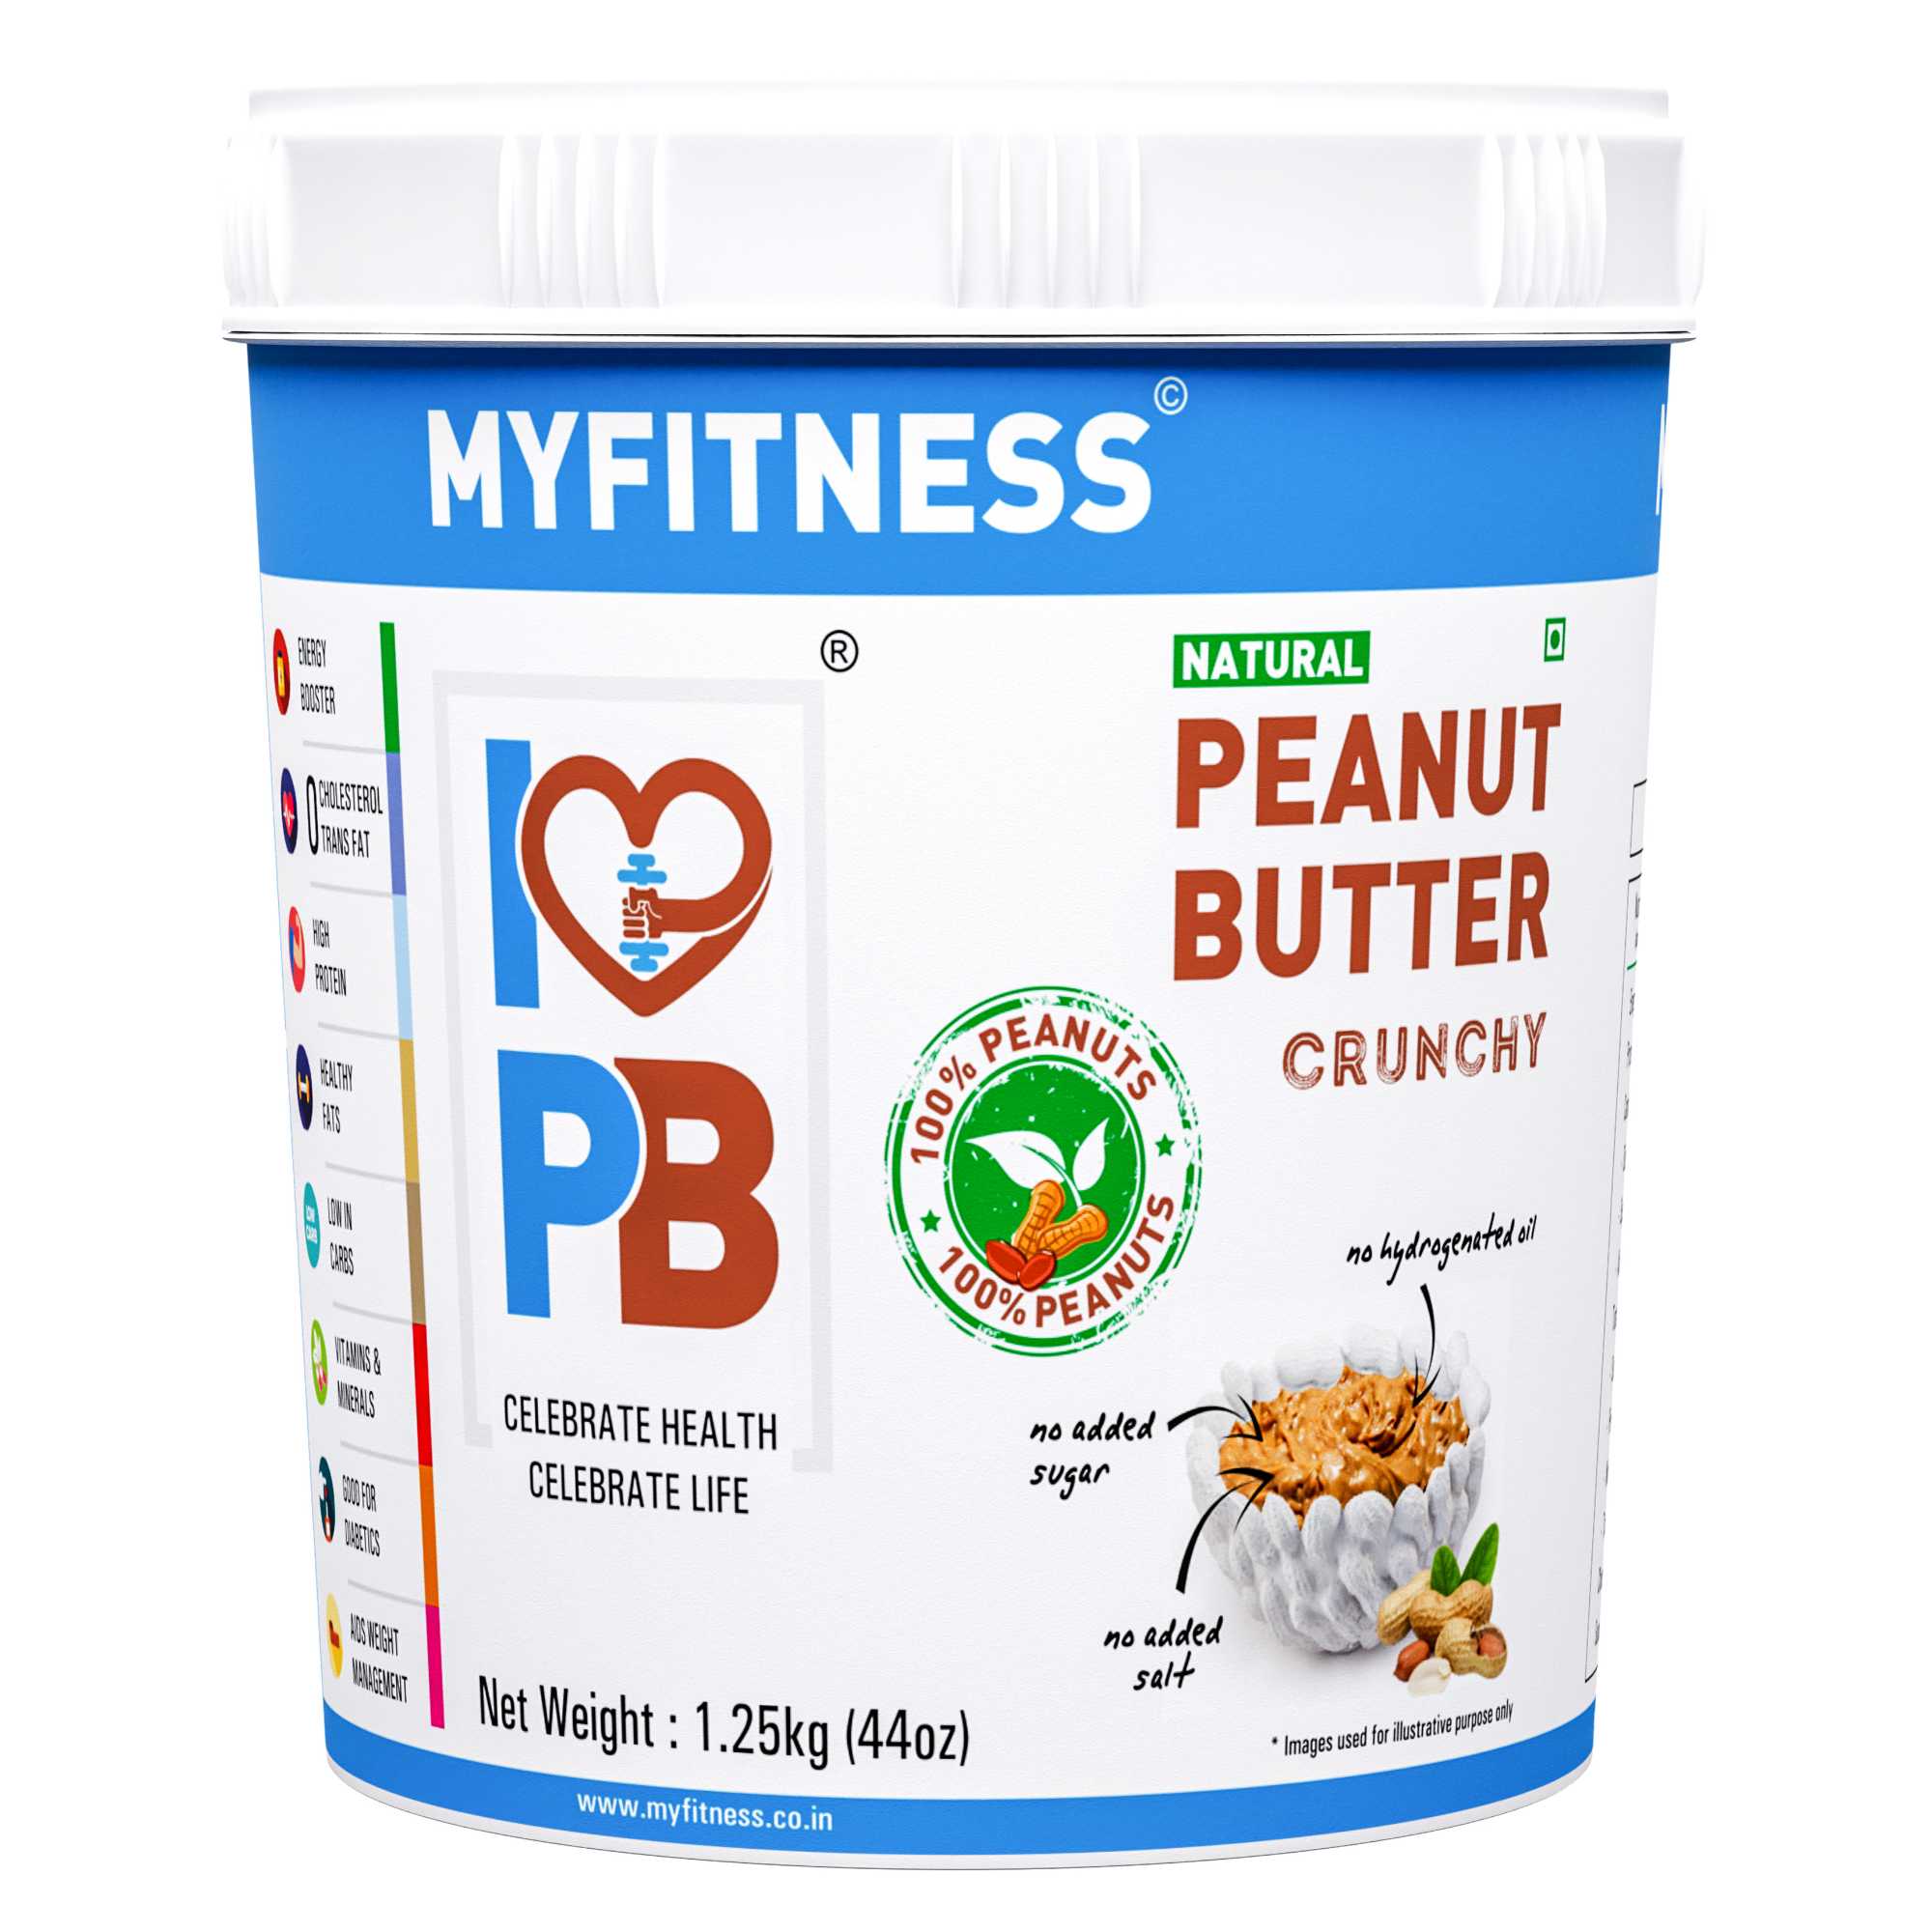 MYFITNESS©
ENERGY
BOOSTER
0 CHOLESTEROL
TRANS FAT
HIGH
PROTEIN
HEALTHY
FATS
LOW
CARB
LOW IN
CARBS
VITAMINS &
MINERALS
GOOD FOR
DIABETICS
AIDS WEIGHT
MANAGEMENT
®
I
PB
CELEBRATE HEALTH
CELEBRATE LIFE
Net Weight : 1.25kg (44oz)
NATURAL
PEANUT
BUTTER
CRUNCHY
100% PEANUTS
100% PEANUTS
no hydrogenated oil
no added
sugar
no added
salt
* Images used for illustrative purpose only
www.myfitness.co.in